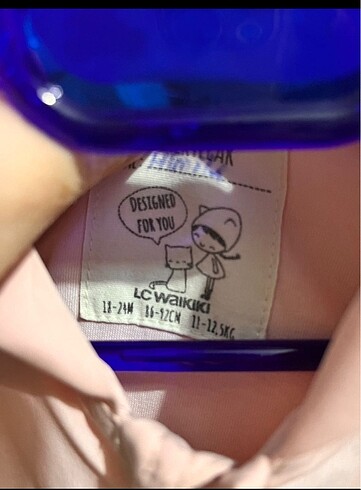 DESIGNED
FOR YOU
LC WAIKIKI
18-24M 86-92CM 11-12,5KG